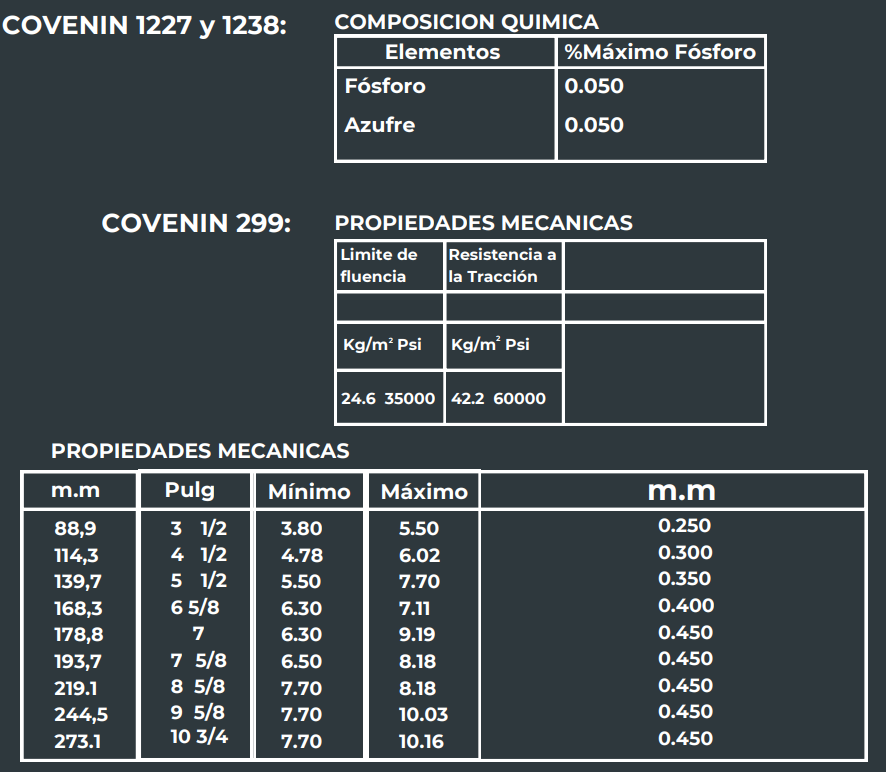 COVENIN 1227 y 1238:
COMPOSICION QUIMICA
Elementos %Máximo Fósforo
Fósforo 0.050
Azufre 0.050
COVENIN 299:
PROPIEDADES MECANICAS
Limite de fluencia Resistencia a la Tracción
Kg/m² Psi Kg/m² Psi
24.6 35000 42.2 60000
PROPIEDADES MECANICAS
m.m Pulg Mínimo Máximo m.m
88,9 3 1/2 3.80 5.50 0.250
114,3 4 1/2 4.78 6.02 0.300
139,7 5 1/2 5.50 7.70 0.350
168,3 6 5/8 6.30 7.11 0.400
178,8 7 6.30 9.19 0.450
193,7 7 5/8 6.50 8.18 0.450
219.1 8 5/8 7.70 8.18 0.450
244,5 9 5/8 7.70 10.03 0.450
273.1 10 3/4 7.70 10.16 0.450